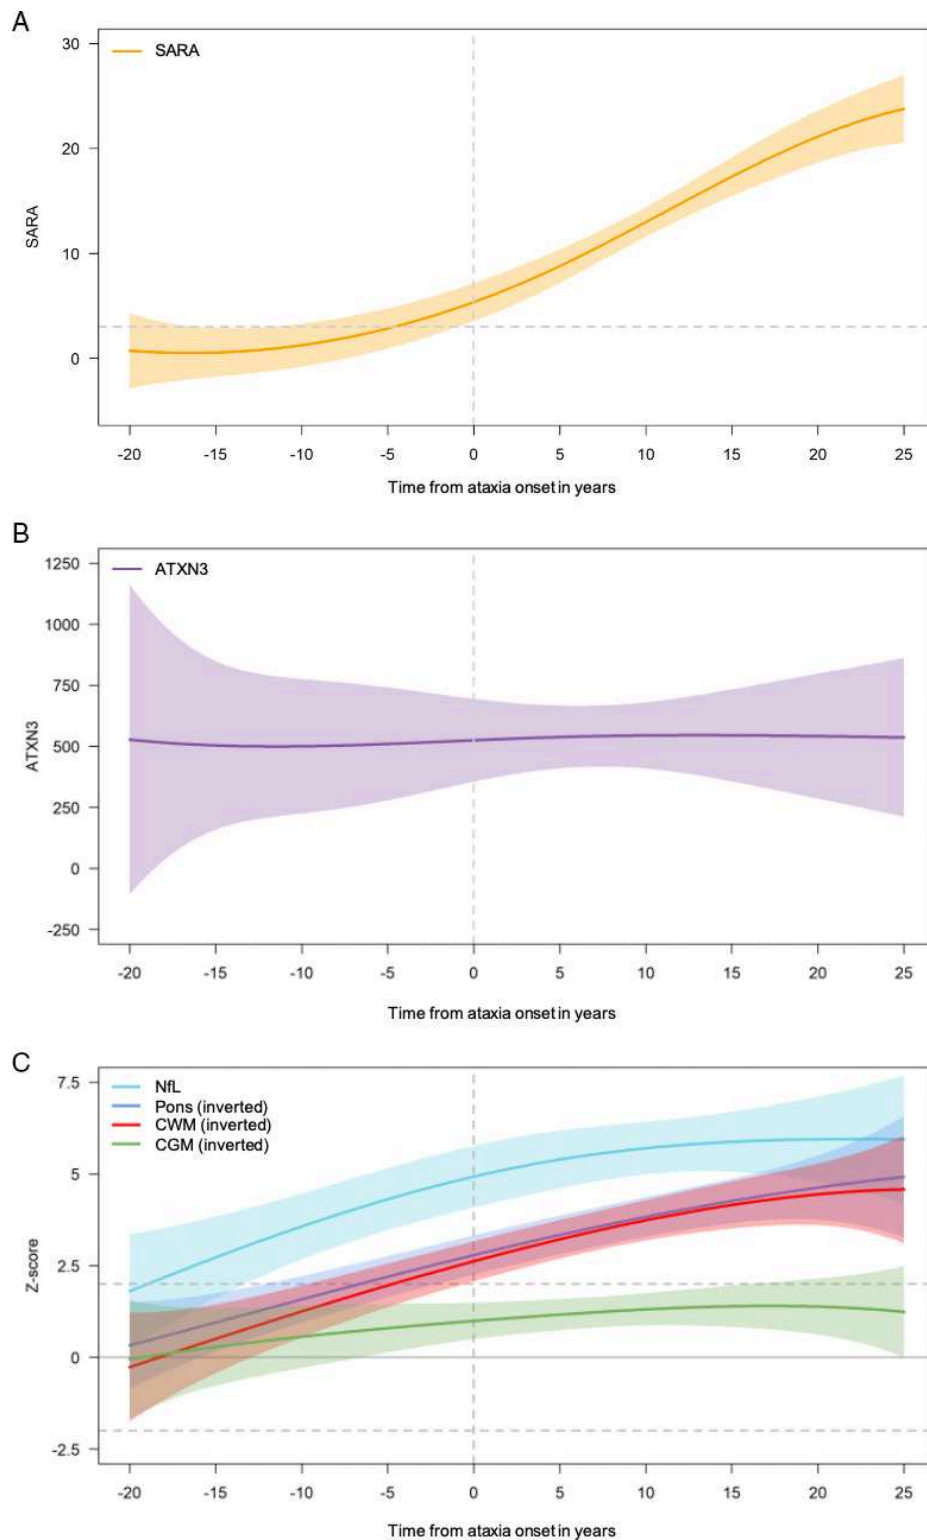 A
SARA
30
20
10
0
SARA
-20 -15 -10 -5 0 5 10 15 20 25
Time from ataxia onset in years
B
ATXN3
1250
1000
750
500
250
0
-250
ATXN3
-20 -15 -10 -5 0 5 10 15 20 25
Time from ataxia onset in years
C
NfL
Pons (inverted)
CWM (inverted)
CGM (inverted)
7.5
5
2.5
0
-2.5
Z-score
-20 -15 -10 -5 0 5 10 15 20 25
Time from ataxia onset in years